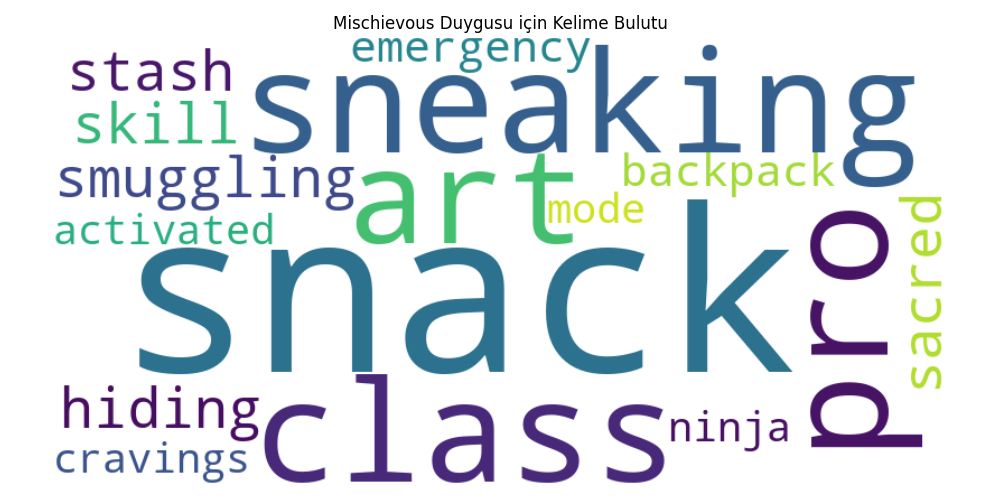 Mischievous Duygusu için Kelime Bulutu
emergency
stash
sneaking
skill
smuggling
art
backpack
mode
activated
snack
pro
sacred
hiding
class
ninja
cravings